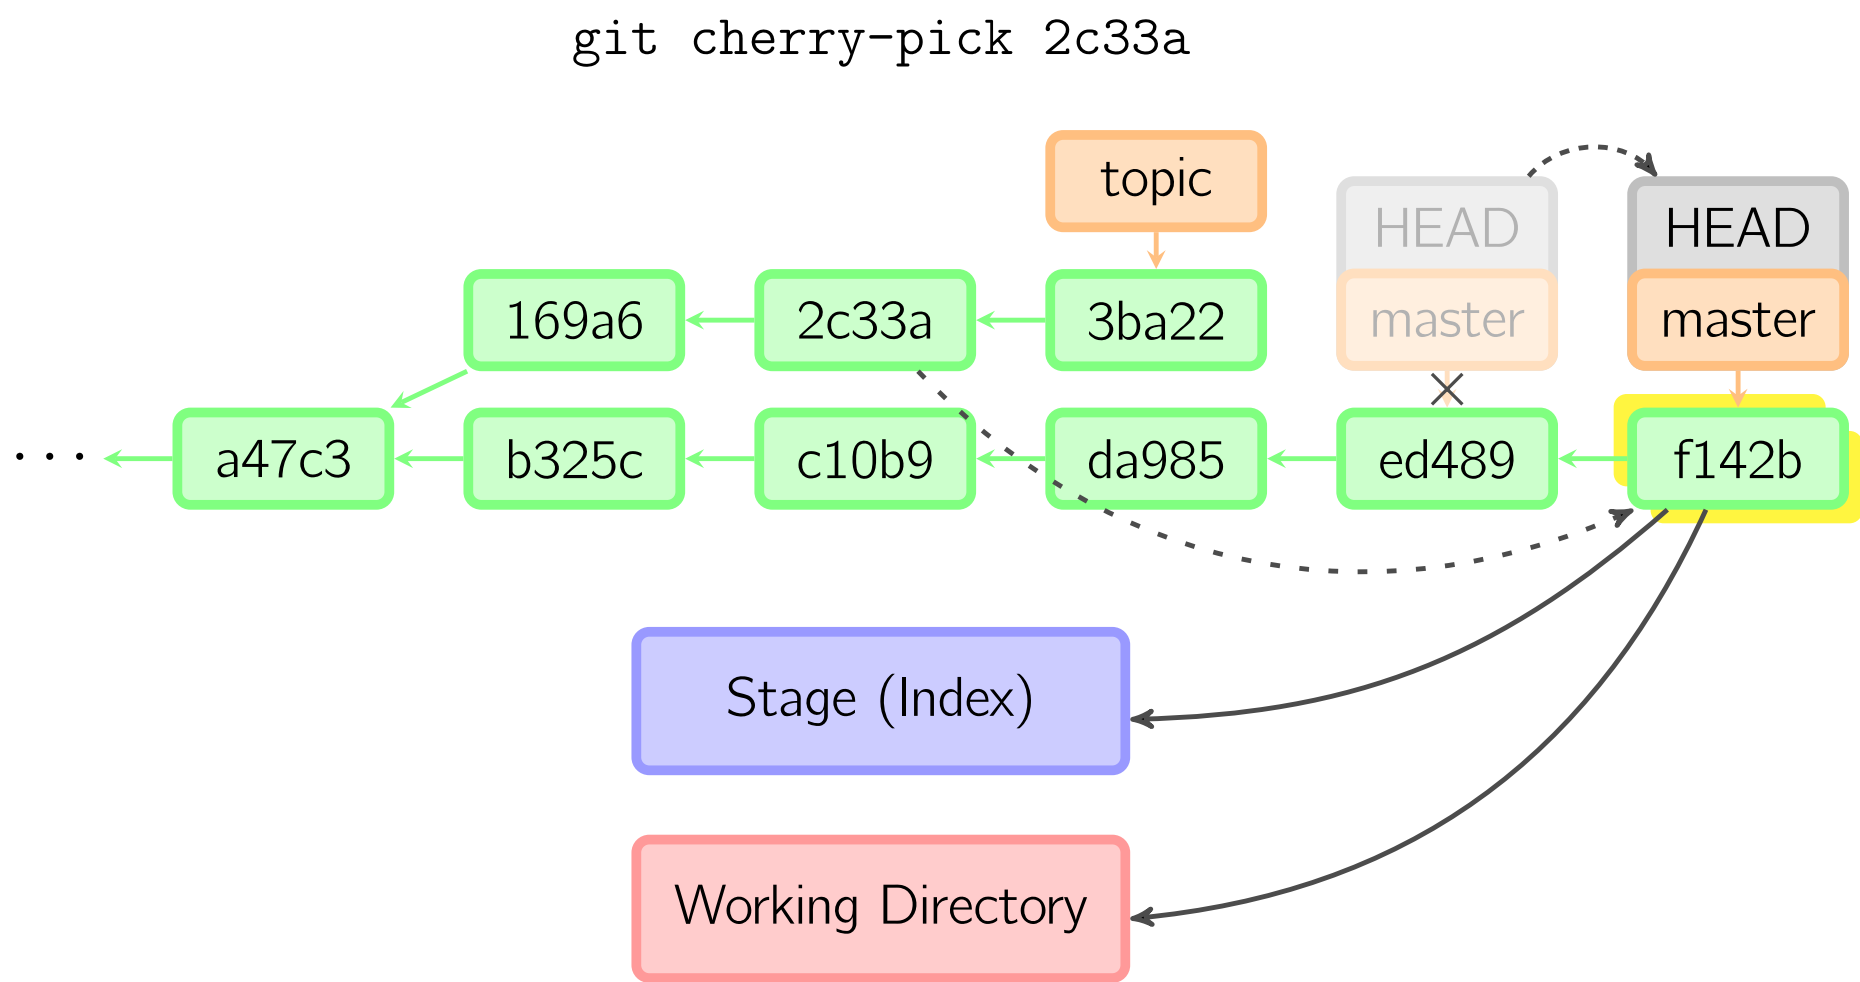 git cherry-pick 2c33a
topic
HEAD
HEAD
169a6
2c33a
3ba22
master
master
...
a47c3
b325c
c10b9
da985
ed489
f142b
Stage (Index)
Working Directory